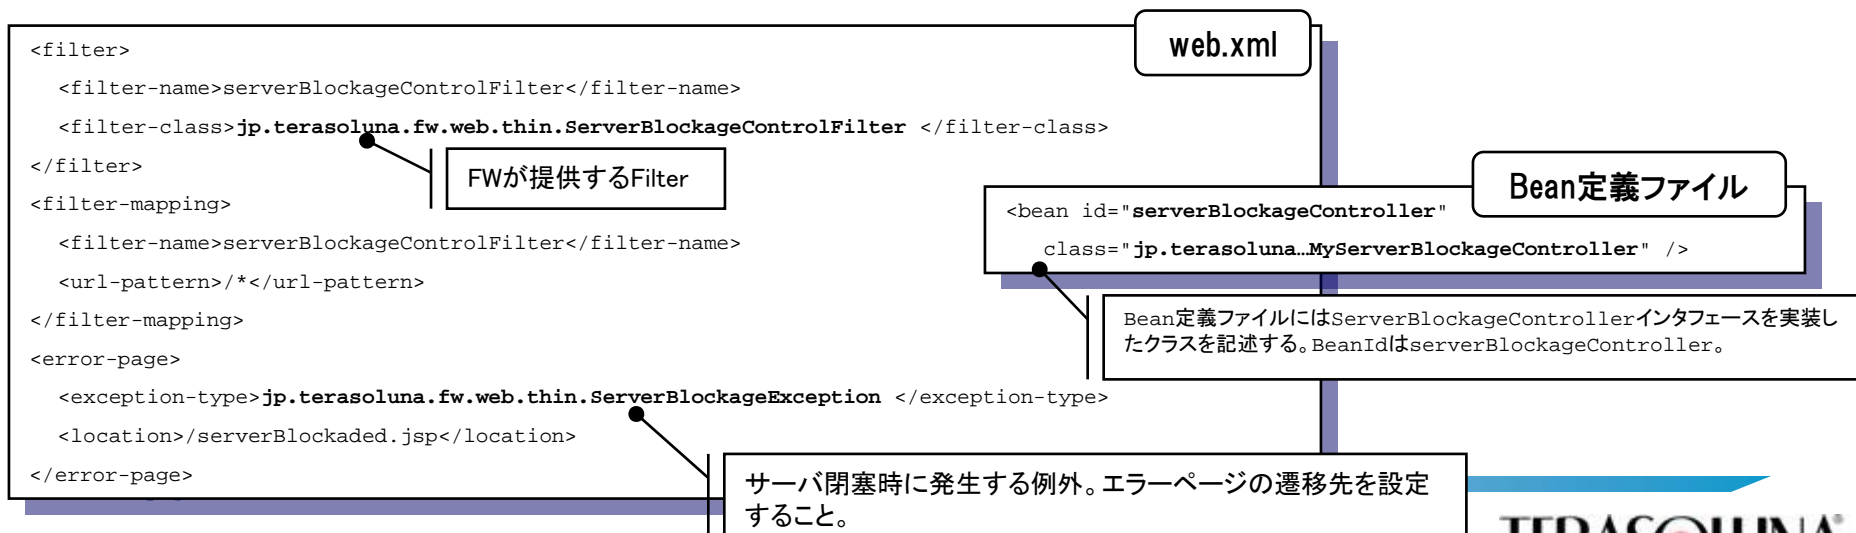 web.xml
<filter>
<filter-name>serverBlockageControlFilter</filter-name>
<filter-class>jp.terasoluna.fw.web.thin.ServerBlockageControlFilter </filter-class>
</filter>
FWが提供するFilter
<filter-mapping>
<filter-name>serverBlockageControlFilter</filter-name>
<url-pattern>/*</url-pattern>
</filter-mapping>
<error-page>
<exception-type>jp.terasoluna.fw.web.thin.ServerBlockageException </exception-type>
<location>/serverBlockaded.jsp</location>
</error-page>
サーバ閉塞時に発生する例外。エラーページの遷移先を設定
すること。
Bean定義ファイル
<bean id="serverBlockageController"
class="jp.terasoluna…MyServerBlockageController" />
Bean定義ファイルにはServerBlockageControllerインタフェースを実装し
たクラスを記述する。BeanIdはserverBlockageController。
TERASOLUNA®